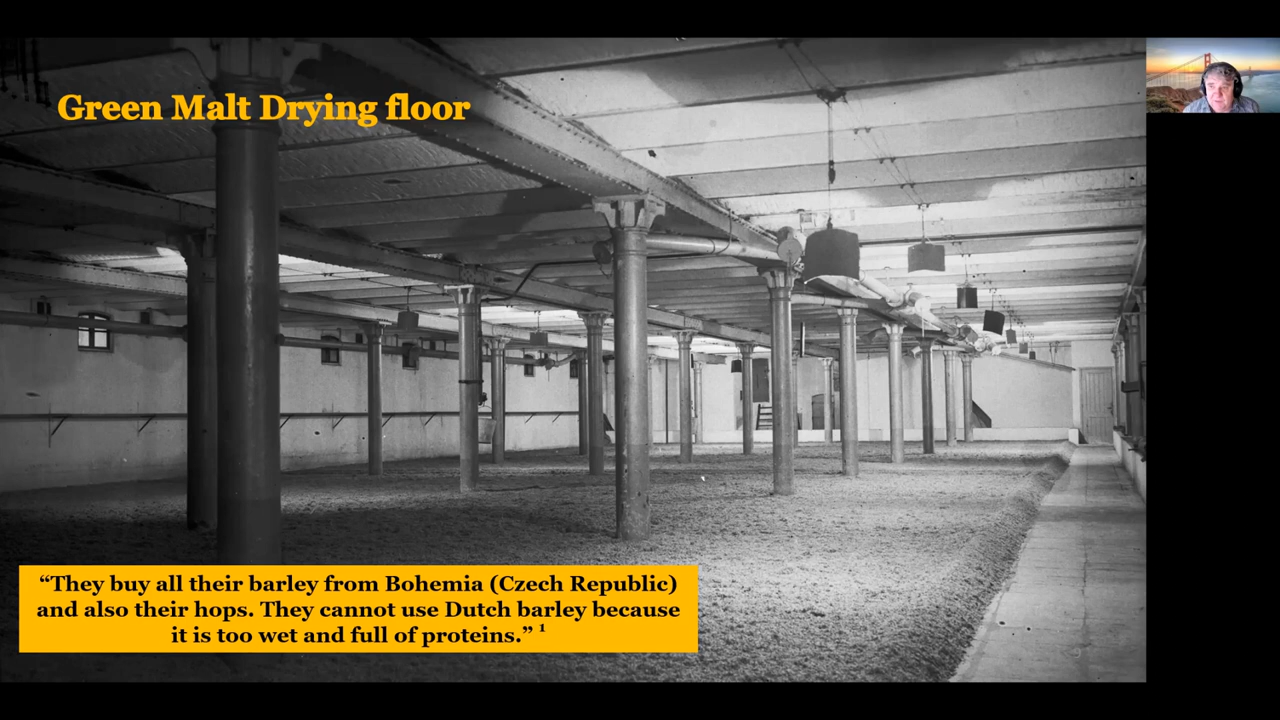 Green Malt Drying floor
“They buy all their barley from Bohemia (Czech Republic)
and also their hops. They cannot use Dutch barley because
it is too wet and full of proteins.” ¹